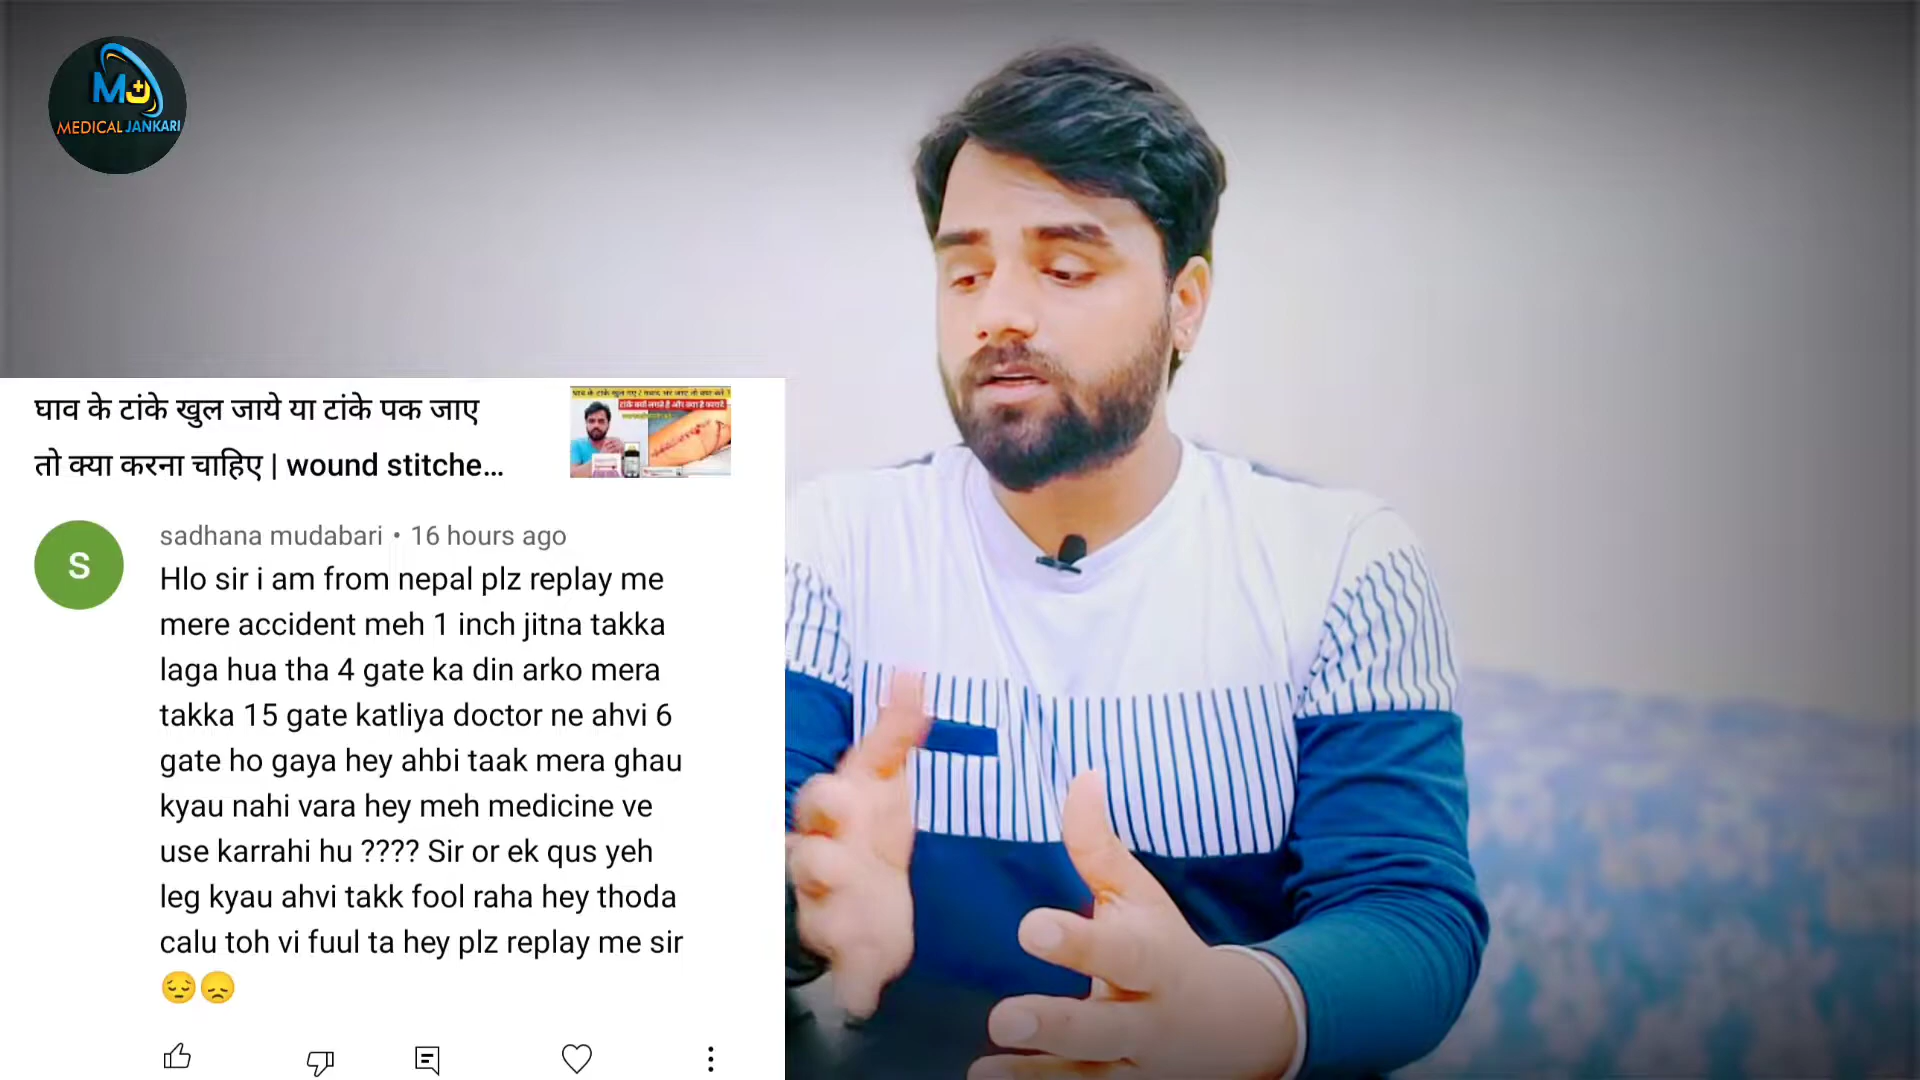 MJ
MEDICAL JANKARI
घाव के टांके खुल जाये या टांके पक जाए
तो क्या करना चाहिए | wound stitche...
S
sadhana mudabari • 16 hours ago
Hlo sir i am from nepal plz replay me
mere accident meh 1 inch jitna takka
laga hua tha 4 gate ka din arko mera
takka 15 gate katliya doctor ne ahvi 6
gate ho gaya hey ahbi taak mera ghau
kyau nahi vara hey meh medicine ve
use karrahi hu ???? Sir or ek qus yeh
leg kyau ahvi takk fool raha hey thoda
calu toh vi fuul ta hey plz replay me sir
😔😞